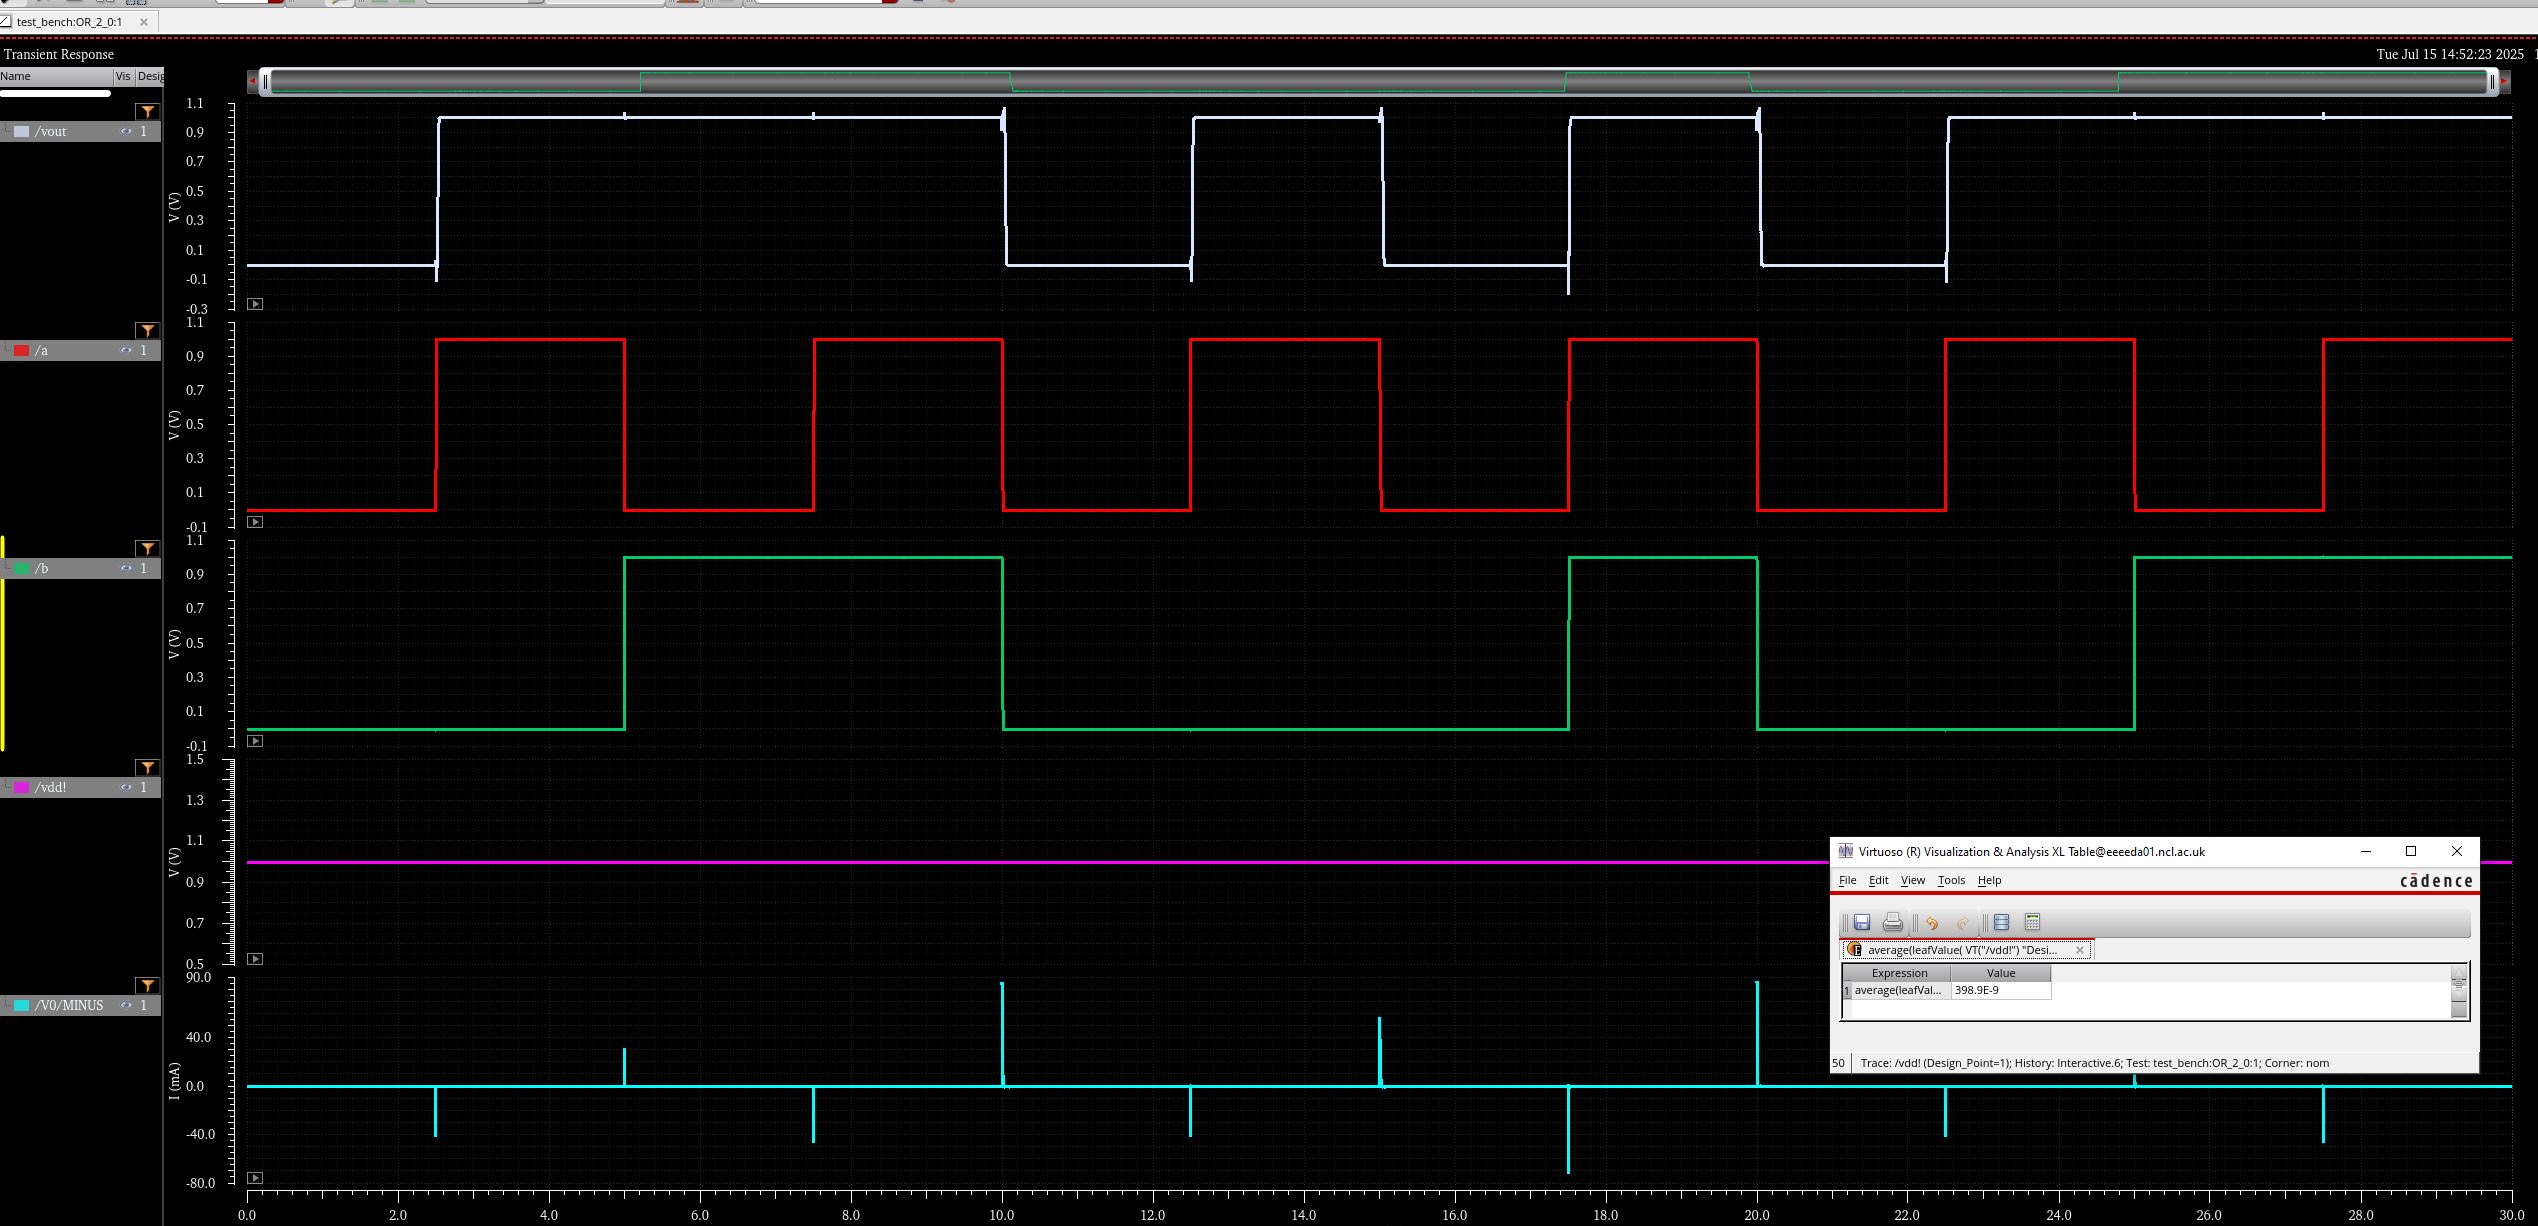 test_bench:OR_2_0:1
Transient Response
Tue Jul 15 14:52:23 2025
Name Vis Desig
/vout 1
1.1
0.9
0.7
0.5
0.3
0.1
-0.1
-0.3
V (V)
/a 1
1.1
0.9
0.7
0.5
0.3
0.1
-0.1
V (V)
/b 1
1.1
0.9
0.7
0.5
0.3
0.1
-0.1
V (V)
/vdd! 1
1.5
1.3
1.1
0.9
0.7
0.5
V (V)
/V0/MINUS 1
90.0
40.0
0.0
-40.0
-80.0
I (mA)
0.0 2.0 4.0 6.0 8.0 10.0 12.0 14.0 16.0 18.0 20.0 22.0 24.0 26.0 28.0 30.0
Virtuoso (R) Visualization & Analysis XL Table@eeeeda01.ncl.ac.uk
File Edit View Tools Help
cādence
average(leafValue( VT("/vdd!") "Desi...
Expression Value
1 average(leafVal... 398.9E-9
50 Trace: /vdd! (Design_Point=1); History: Interactive.6; Test: test_bench:OR_2_0:1; Corner: nom